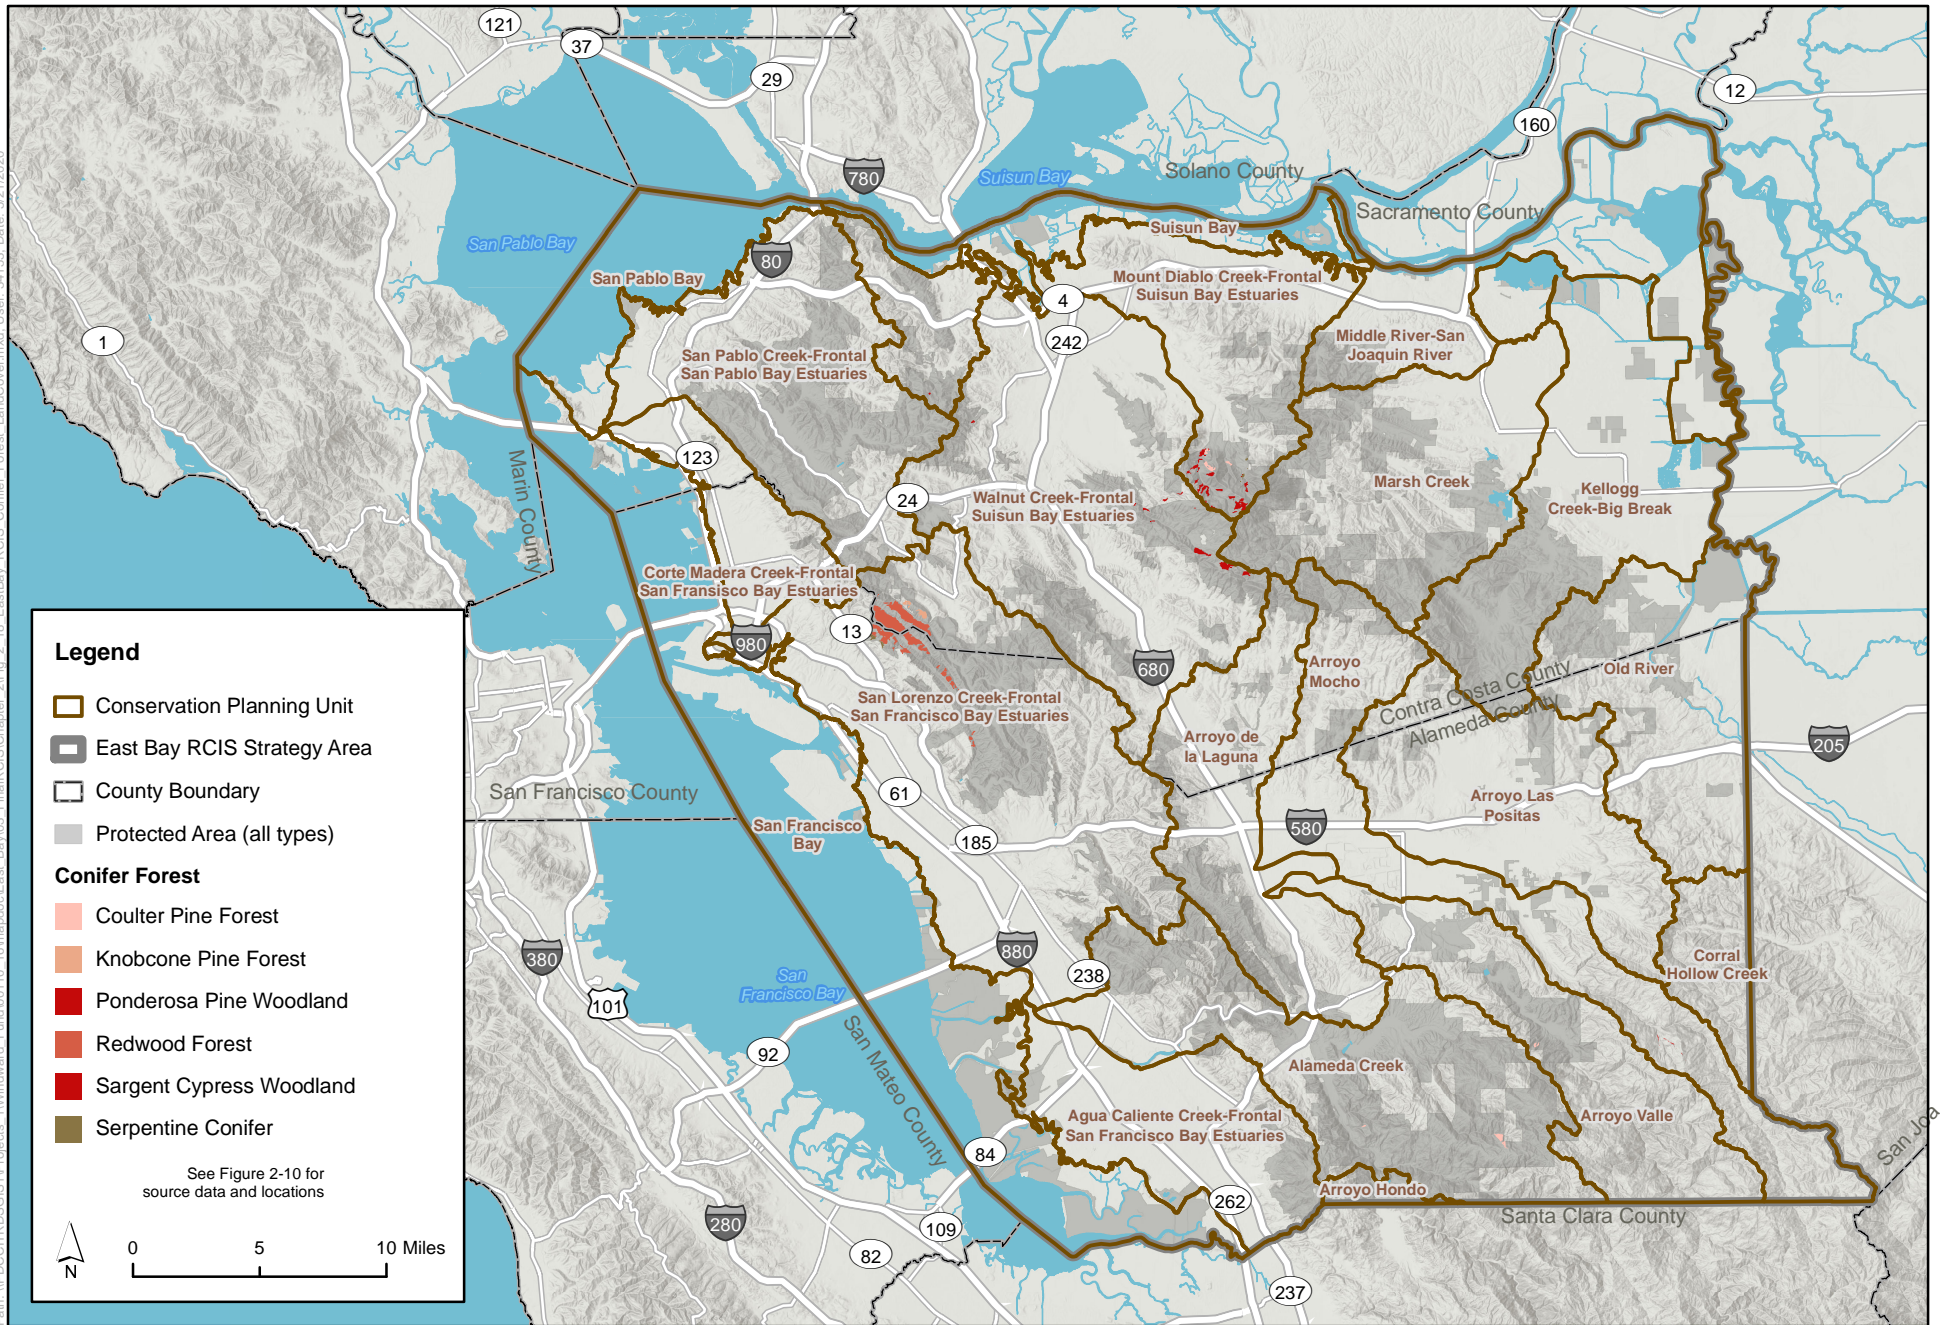 121
37
29
12
160
780
Suisun Bay
Solano County
Sacramento County
San Pablo Bay
80
San Pablo Bay
Suisun Bay
Mount Diablo Creek-Frontal
Suisun Bay Estuaries
4
242
1
San Pablo Creek-Frontal
San Pablo Bay Estuaries
Middle River-San
Joaquin River
Marin County
123
24
Walnut Creek-Frontal
Suisun Bay Estuaries
Marsh Creek
Kellogg
Creek-Big Break
Corte Madera Creek-Frontal
San Fransisco Bay Estuaries
13
980
680
Arroyo
Mocho
Old River
Contra Costa County
Alameda County
San Lorenzo Creek-Frontal
San Francisco Bay Estuaries
Arroyo de
la Laguna
205
San Francisco County
61
San Francisco
Bay
185
580
Arroyo Las
Positas
380
101
San
Francisco Bay
880
238
Corral
Hollow Creek
92
San Mateo County
Alameda Creek
Agua Caliente Creek-Frontal
San Francisco Bay Estuaries
Arroyo Valle
84
Arroyo Hondo
262
Santa Clara County
San Joa
280
109
82
237
Legend
Conservation Planning Unit
East Bay RCIS Strategy Area
County Boundary
Protected Area (all types)
Conifer Forest
Coulter Pine Forest
Knobcone Pine Forest
Ponderosa Pine Woodland
Redwood Forest
Sargent Cypress Woodland
Serpentine Conifer
See Figure 2-10 for
source data and locations
N
0 5 10 Miles